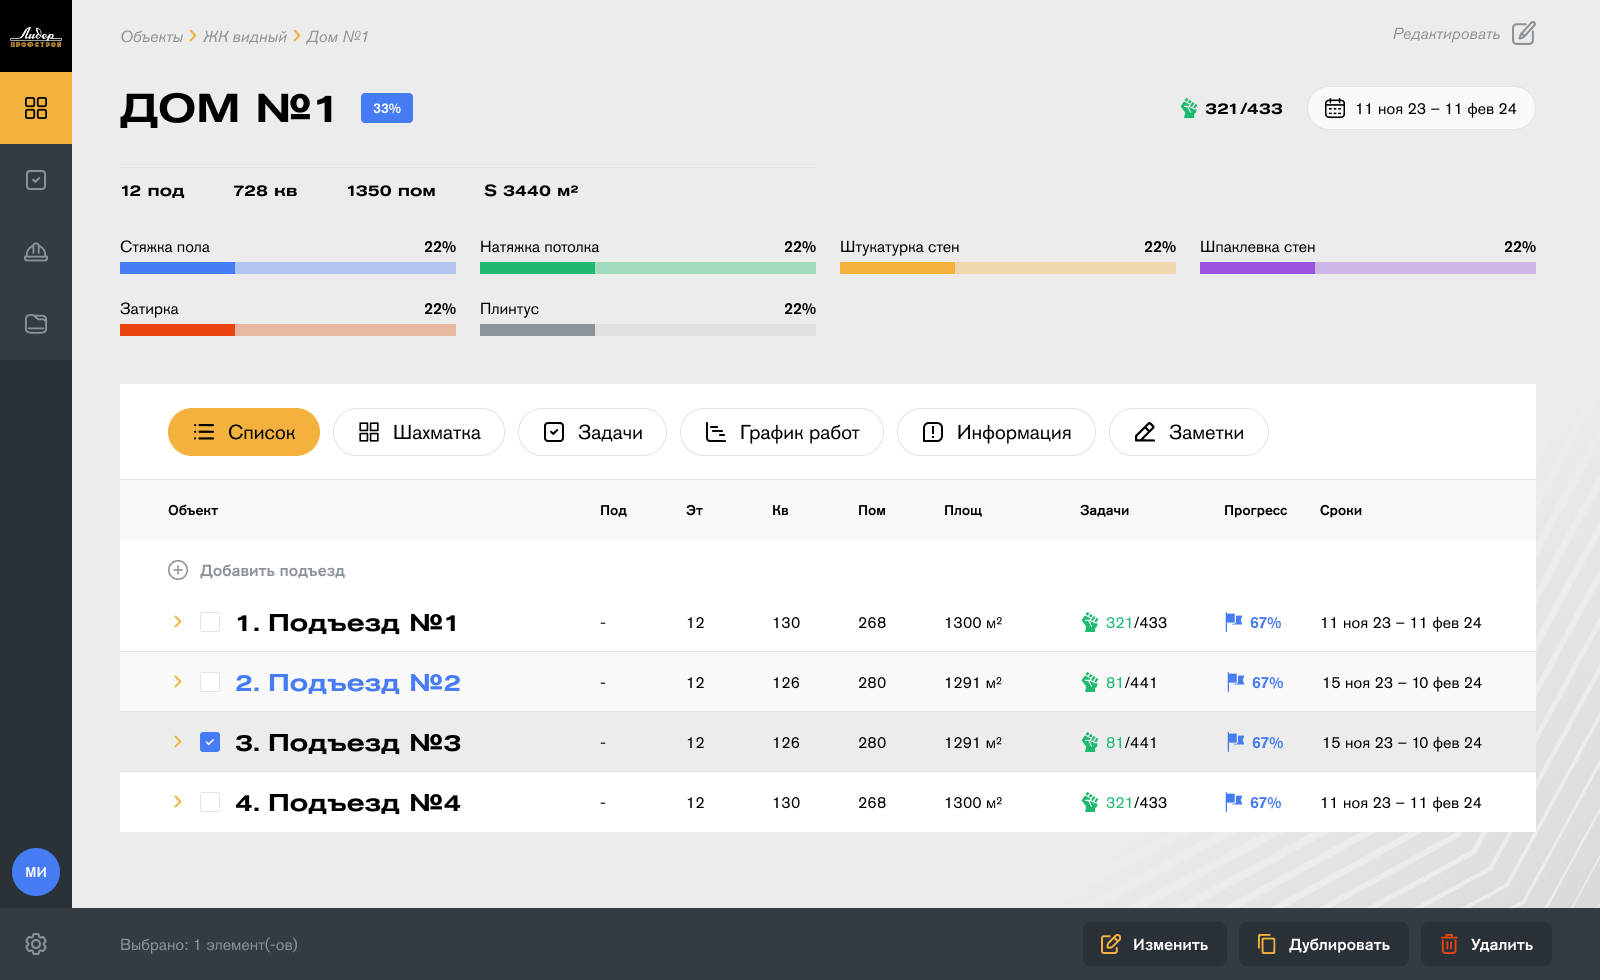 Лидер
ПРОФСТРОЙ
Объекты ЖК видный Дом №1
Редактировать
ДОМ №1 33%
321/433 11 ноя 23 – 11 фев 24
12 под 728 кв 1350 пом S 3440 м²
Стяжка пола 22% Натяжка потолка 22% Штукатурка стен 22% Шпаклевка стен 22%
Затирка 22% Плинтус 22%
Список Шахматка Задачи График работ Информация Заметки
Объект Под Эт Кв Пом Площ Задачи Прогресс Сроки
Добавить подъезд
1. Подъезд №1 - 12 130 268 1300 м² 321/433 67% 11 ноя 23 – 11 фев 24
2. Подъезд №2 - 12 126 280 1291 м² 81/441 67% 15 ноя 23 – 10 фев 24
3. Подъезд №3 - 12 126 280 1291 м² 81/441 67% 15 ноя 23 – 10 фев 24
4. Подъезд №4 - 12 130 268 1300 м² 321/433 67% 11 ноя 23 – 11 фев 24
МИ
Выбрано: 1 элемент(-ов) Изменить Дублировать Удалить